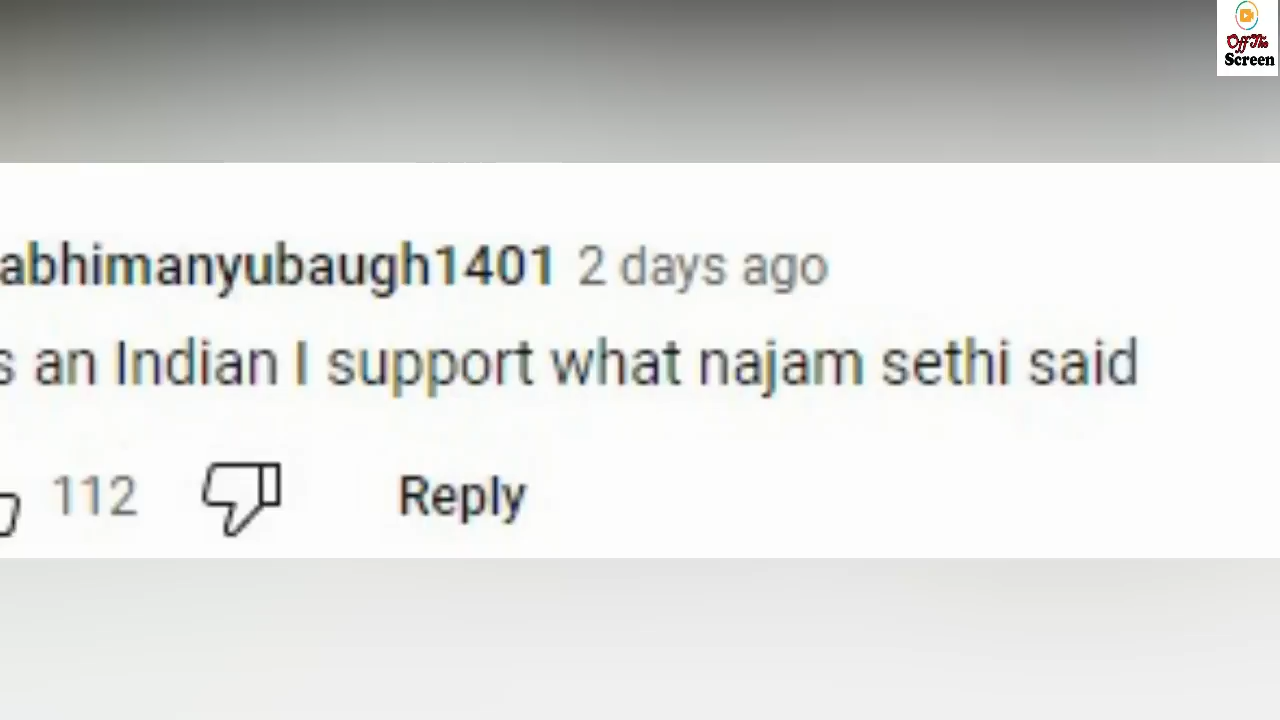 Off The
Screen
abhimanyubaugh1401 2 days ago
s an Indian I support what najam sethi said
112 Reply